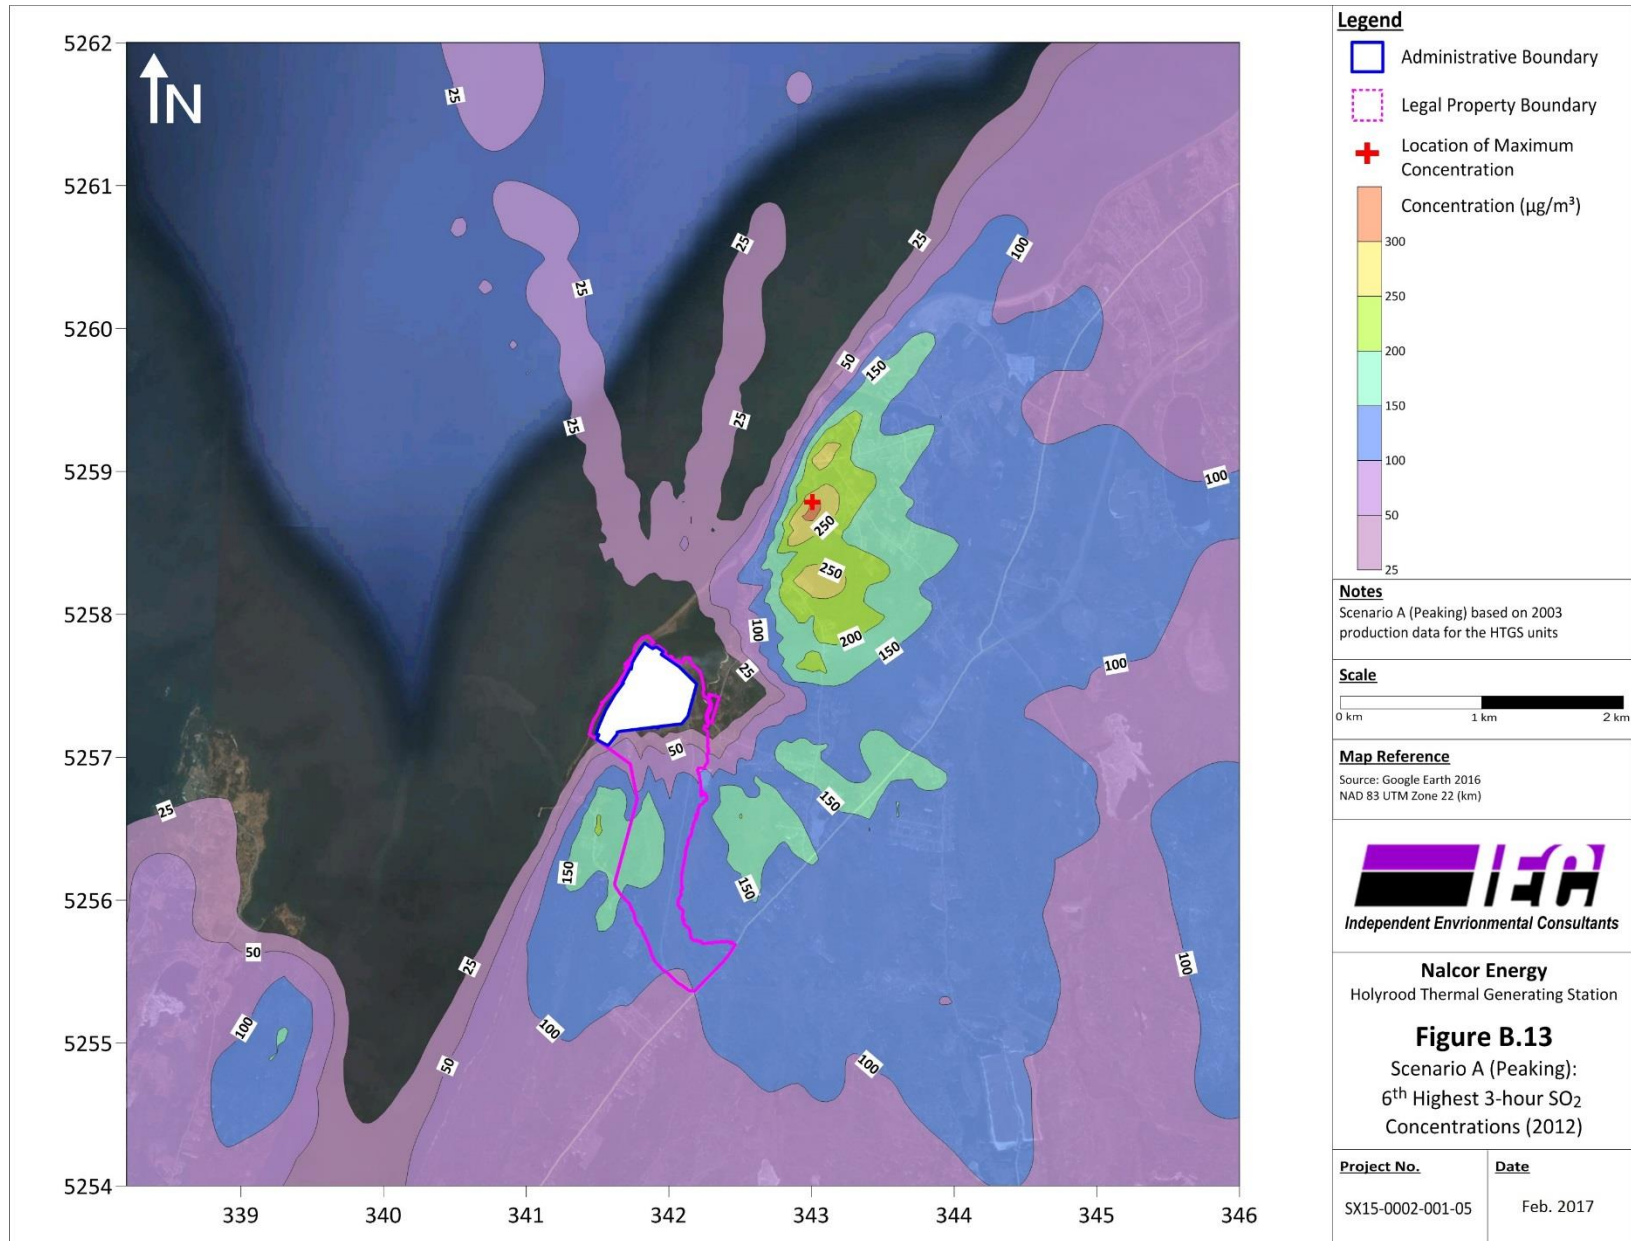 5262
5261
5260
5259
5258
5257
5256
5255
5254
339
340
341
342
343
344
345
346
N
25
25
25
25
25
25
25
50
150
100
100
250
250
200
150
100
100
25
50
150
150
150
25
50
100
25
50
100
100
100
Legend
Administrative Boundary
Legal Property Boundary
Location of Maximum
Concentration
Concentration (µg/m³)
300
250
200
150
100
50
25
Notes
Scenario A (Peaking) based on 2003
production data for the HTGS units
Scale
0 km 1 km 2 km
Map Reference
Source: Google Earth 2016
NAD 83 UTM Zone 22 (km)
IEC
Independent Envrionmental Consultants
Nalcor Energy
Holyrood Thermal Generating Station
Figure B.13
Scenario A (Peaking):
6th Highest 3-hour SO2
Concentrations (2012)
Project No.
SX15-0002-001-05
Date
Feb. 2017